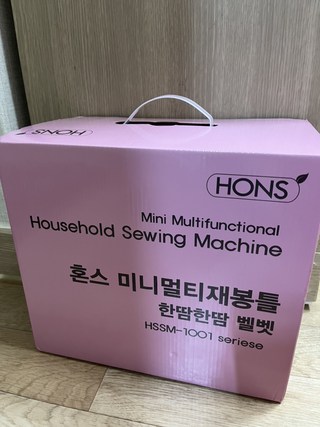 HONS
HONS
Mini Multifunctional
Household Sewing Machine
혼스 미니멀티재봉틀
한땀한땀 벨벳
HSSM-1001 seriese